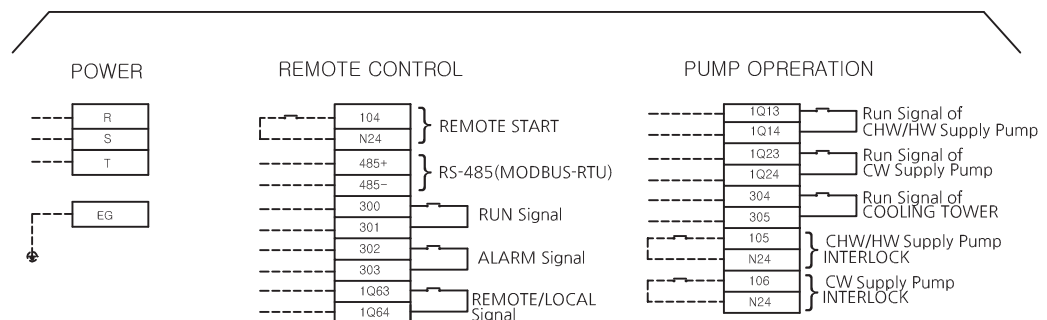 POWER
R
S
T
EG
REMOTE CONTROL
104
N24
REMOTE START
485+
485-
RS-485(MODBUS-RTU)
300
301
RUN Signal
302
303
ALARM Signal
1Q63
1Q64
REMOTE/LOCAL
Signal
PUMP OPRERATION
1Q13
1Q14
Run Signal of
CHW/HW Supply Pump
1Q23
1Q24
Run Signal of
CW Supply Pump
304
305
Run Signal of
COOLING TOWER
105
N24
CHW/HW Supply Pump
INTERLOCK
106
N24
CW Supply Pump
INTERLOCK